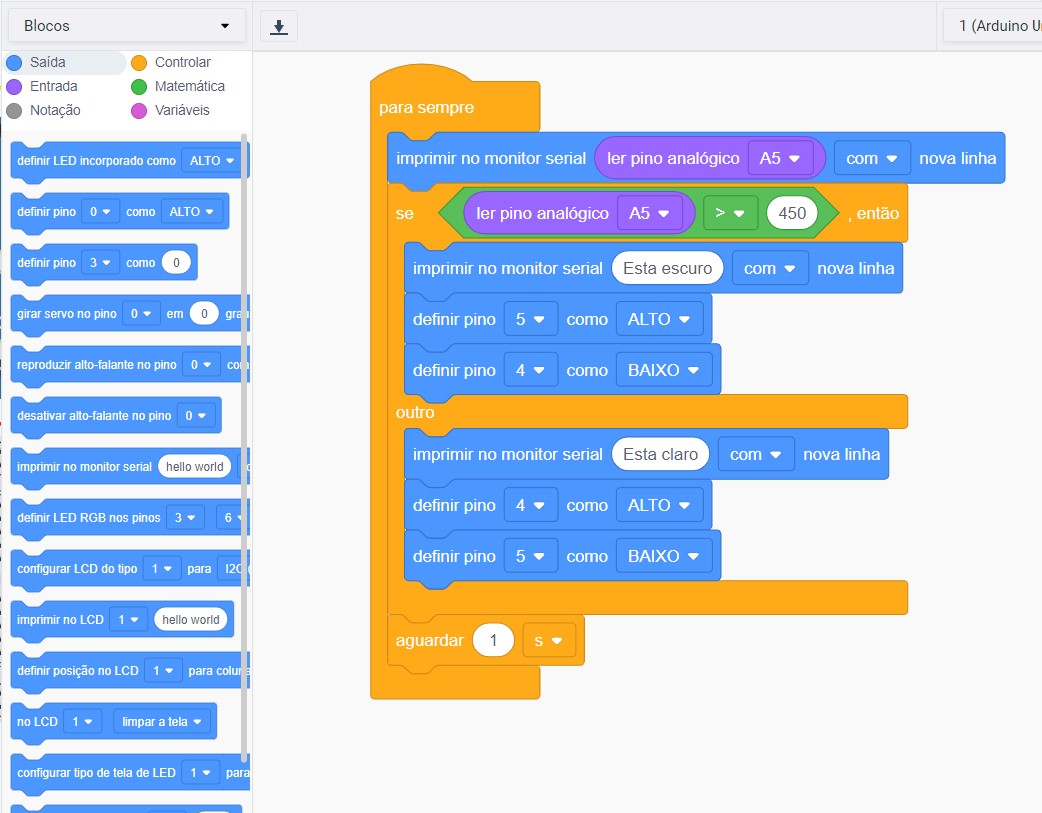 Blocos
1 (Arduino U
Saída
Controlar
Entrada
Matemática
Notação
Variáveis
definir LED incorporado como ALTO
definir pino 0 como ALTO
definir pino 3 como 0
girar servo no pino 0 em 0 gra
reproduzir alto-falante no pino 0 con
desativar alto-falante no pino 0
imprimir no monitor serial hello world
definir LED RGB nos pinos 3 6
configurar LCD do tipo 1 para I2C
imprimir no LCD 1 hello world
definir posição no LCD 1 para colun
no LCD 1 limpar a tela
configurar tipo de tela de LED 1 para
para sempre
imprimir no monitor serial ler pino analógico A5 com nova linha
se ler pino analógico A5 > 450 , então
imprimir no monitor serial Esta escuro com nova linha
definir pino 5 como ALTO
definir pino 4 como BAIXO
outro
imprimir no monitor serial Esta claro com nova linha
definir pino 4 como ALTO
definir pino 5 como BAIXO
aguardar 1 s